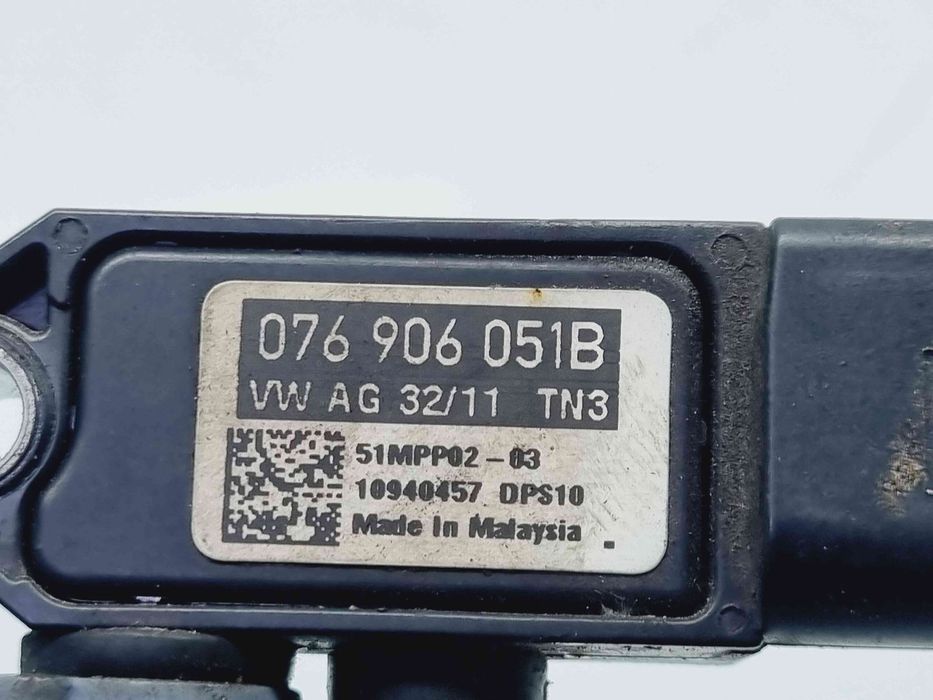 076 906 051B
VW AG 32/11 TN3
51MPP02-03
10940457 DPS10
Made In Malaysia